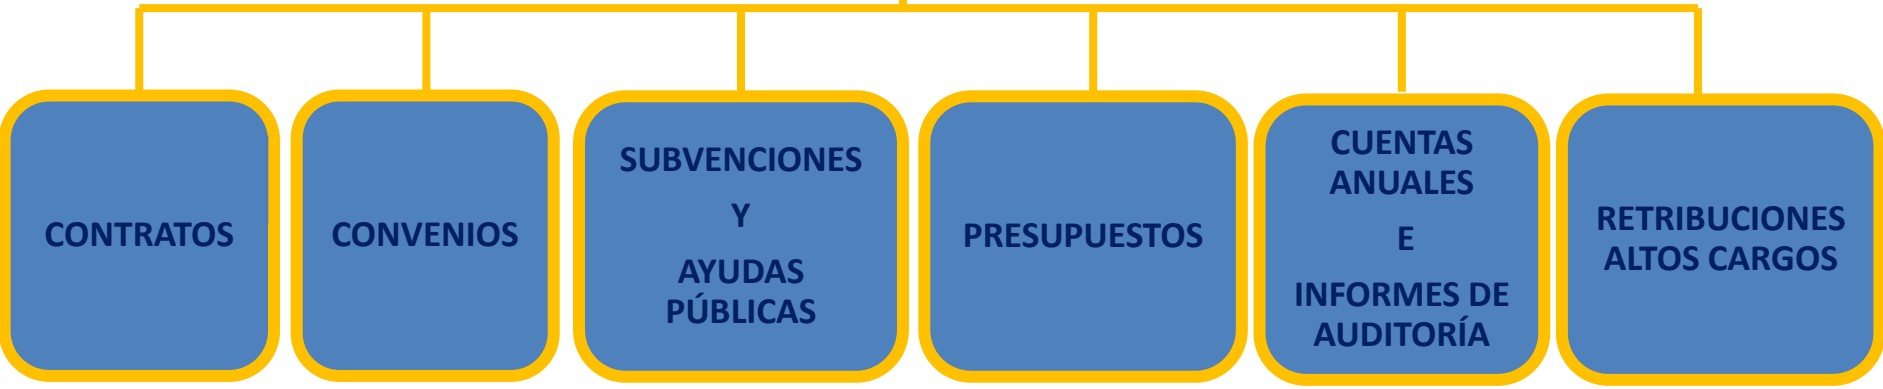 CONTRATOS
CONVENIOS
SUBVENCIONES
Y
AYUDAS
PÚBLICAS
PRESUPUESTOS
CUENTAS
ANUALES
E
INFORMES DE
AUDITORÍA
RETRIBUCIONES
ALTOS CARGOS